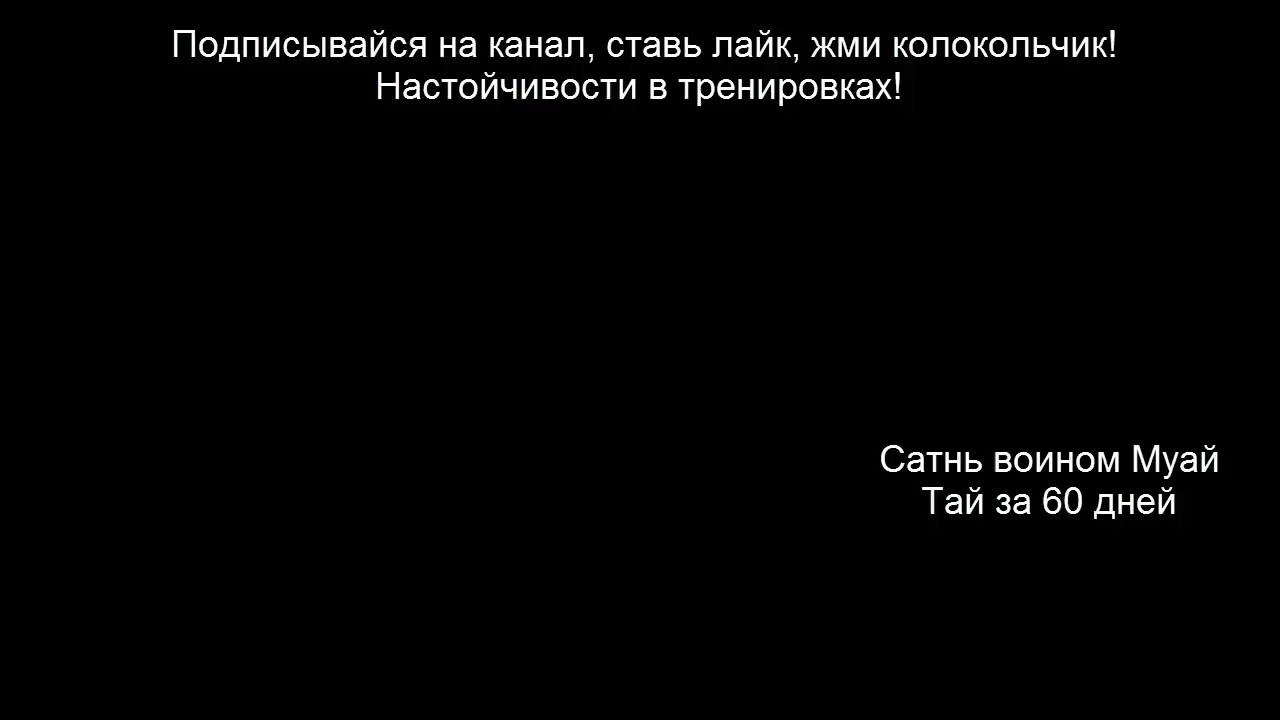 Подписывайся на канал, ставь лайк, жми колокольчик!
Настойчивости в тренировках!
Сатнь воином Муай
Тай за 60 дней